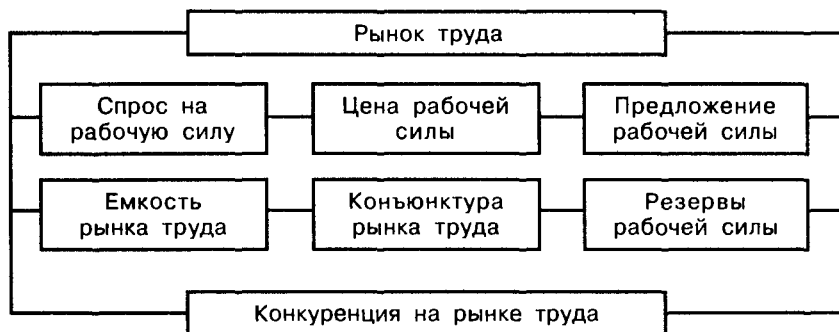 Рынок труда
Спрос на
рабочую силу
Цена рабочей
силы
Предложение
рабочей силы
Емкость
рынка труда
Конъюнктура
рынка труда
Резервы
рабочей силы
Конкуренция на рынке труда